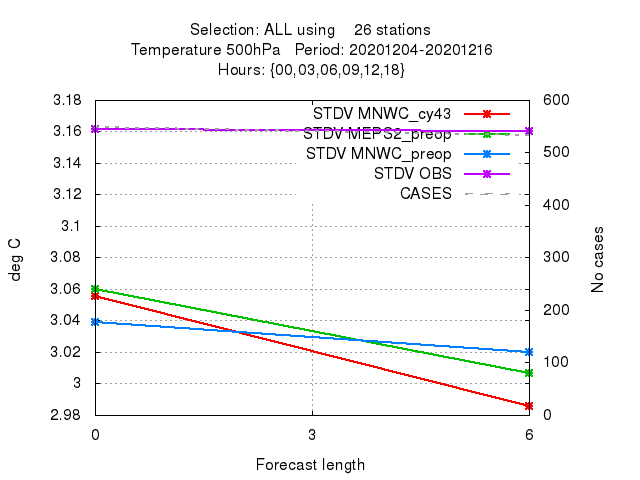 Selection: ALL using    26 stations
Temperature 500hPa   Period: 20201204-20201216
Hours: {00,03,06,09,12,18}
3.18
3.16
3.14
3.12
3.1
3.08
3.06
3.04
3.02
3
2.98
600
500
400
300
200
100
0
STDV MNWC_cy43
STDV MEPS2_preop
STDV MNWC_preop
STDV OBS
CASES
deg C
No cases
0
3
6
Forecast length